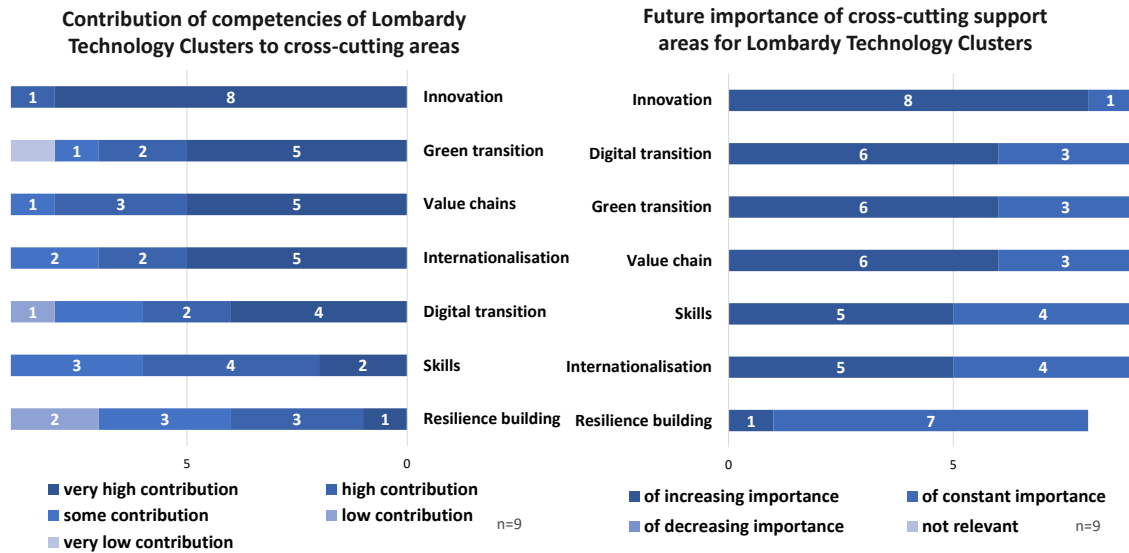 Contribution of competencies of Lombardy
Technology Clusters to cross-cutting areas
1 8 Innovation
1 2 5 Green transition
1 3 5 Value chains
2 2 5 Internationalisation
1 2 4 Digital transition
3 4 2 Skills
2 3 3 1 Resilience building
5 0
very high contribution high contribution
some contribution low contribution
very low contribution
n=9
Future importance of cross-cutting support
areas for Lombardy Technology Clusters
Innovation 8 1
Digital transition 6 3
Green transition 6 3
Value chain 6 3
Skills 5 4
Internationalisation 5 4
Resilience building 1 7
0 5
of increasing importance of constant importance
of decreasing importance not relevant
n=9